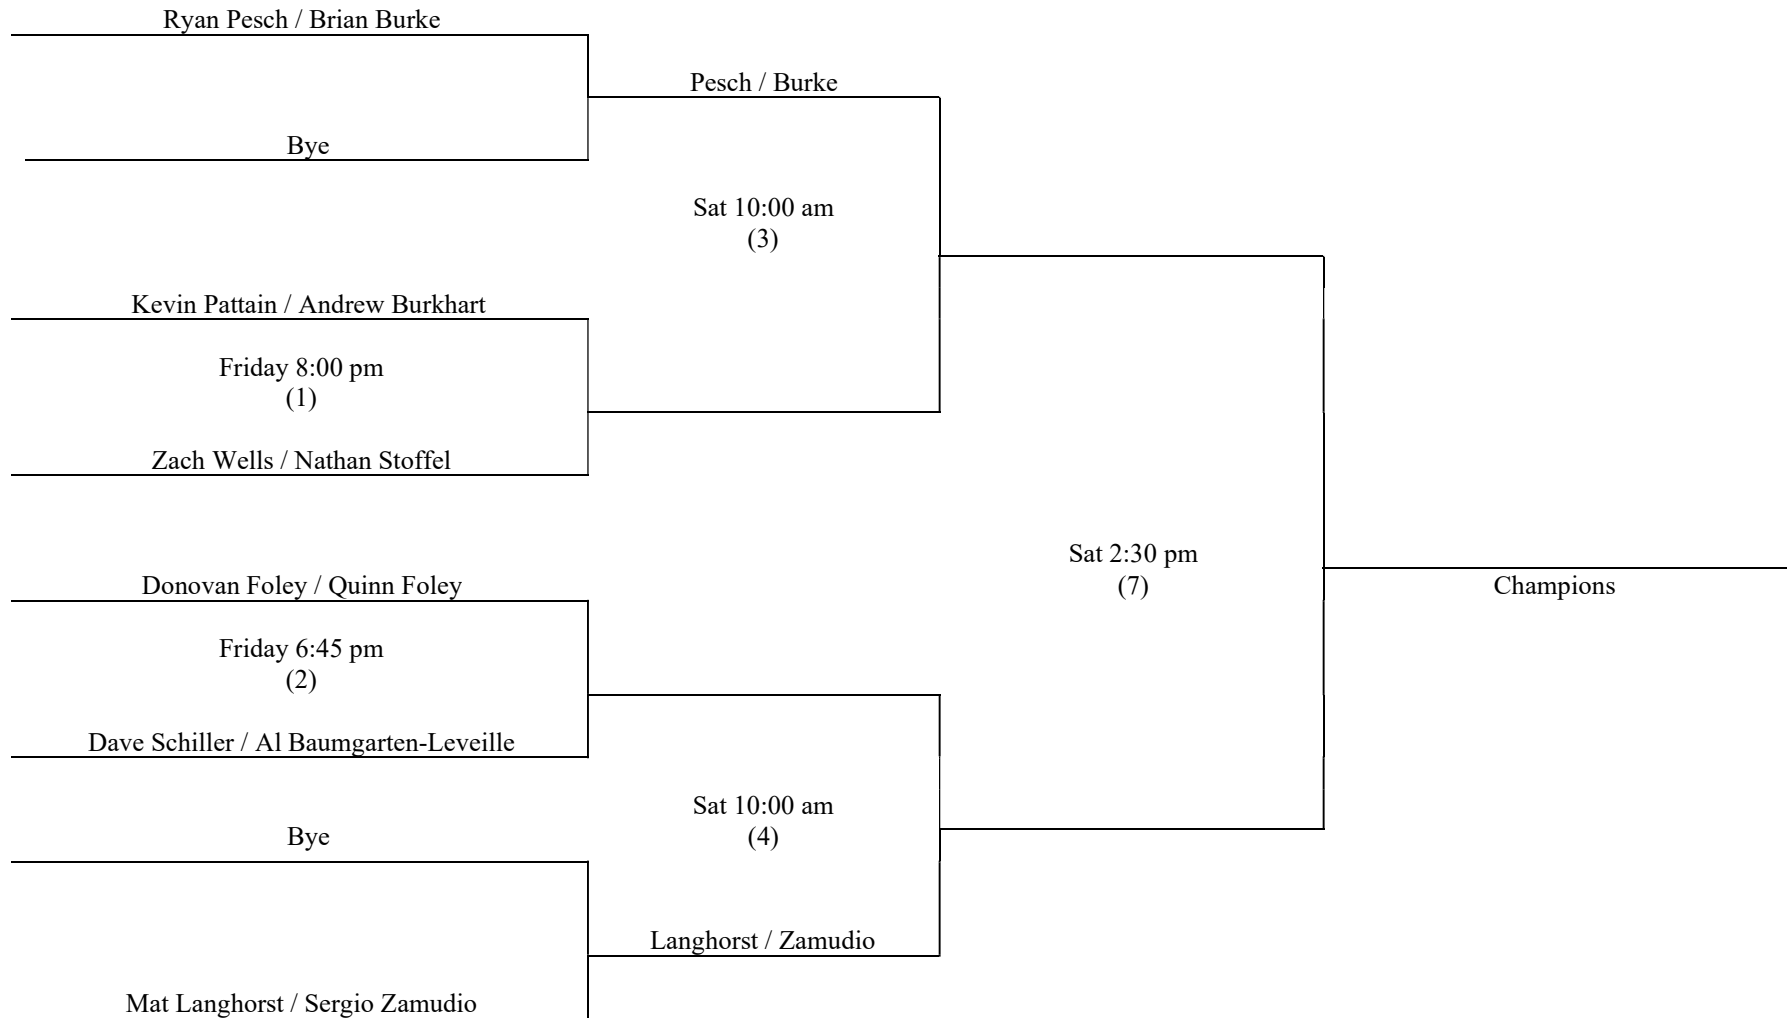 Ryan Pesch / Brian Burke
Pesch / Burke
Bye
Sat 10:00 am
(3)
Kevin Pattain / Andrew Burkhart
Friday 8:00 pm
(1)
Zach Wells / Nathan Stoffel
Sat 2:30 pm
(7)
Champions
Donovan Foley / Quinn Foley
Friday 6:45 pm
(2)
Dave Schiller / Al Baumgarten-Leveille
Sat 10:00 am
(4)
Bye
Langhorst / Zamudio
Mat Langhorst / Sergio Zamudio